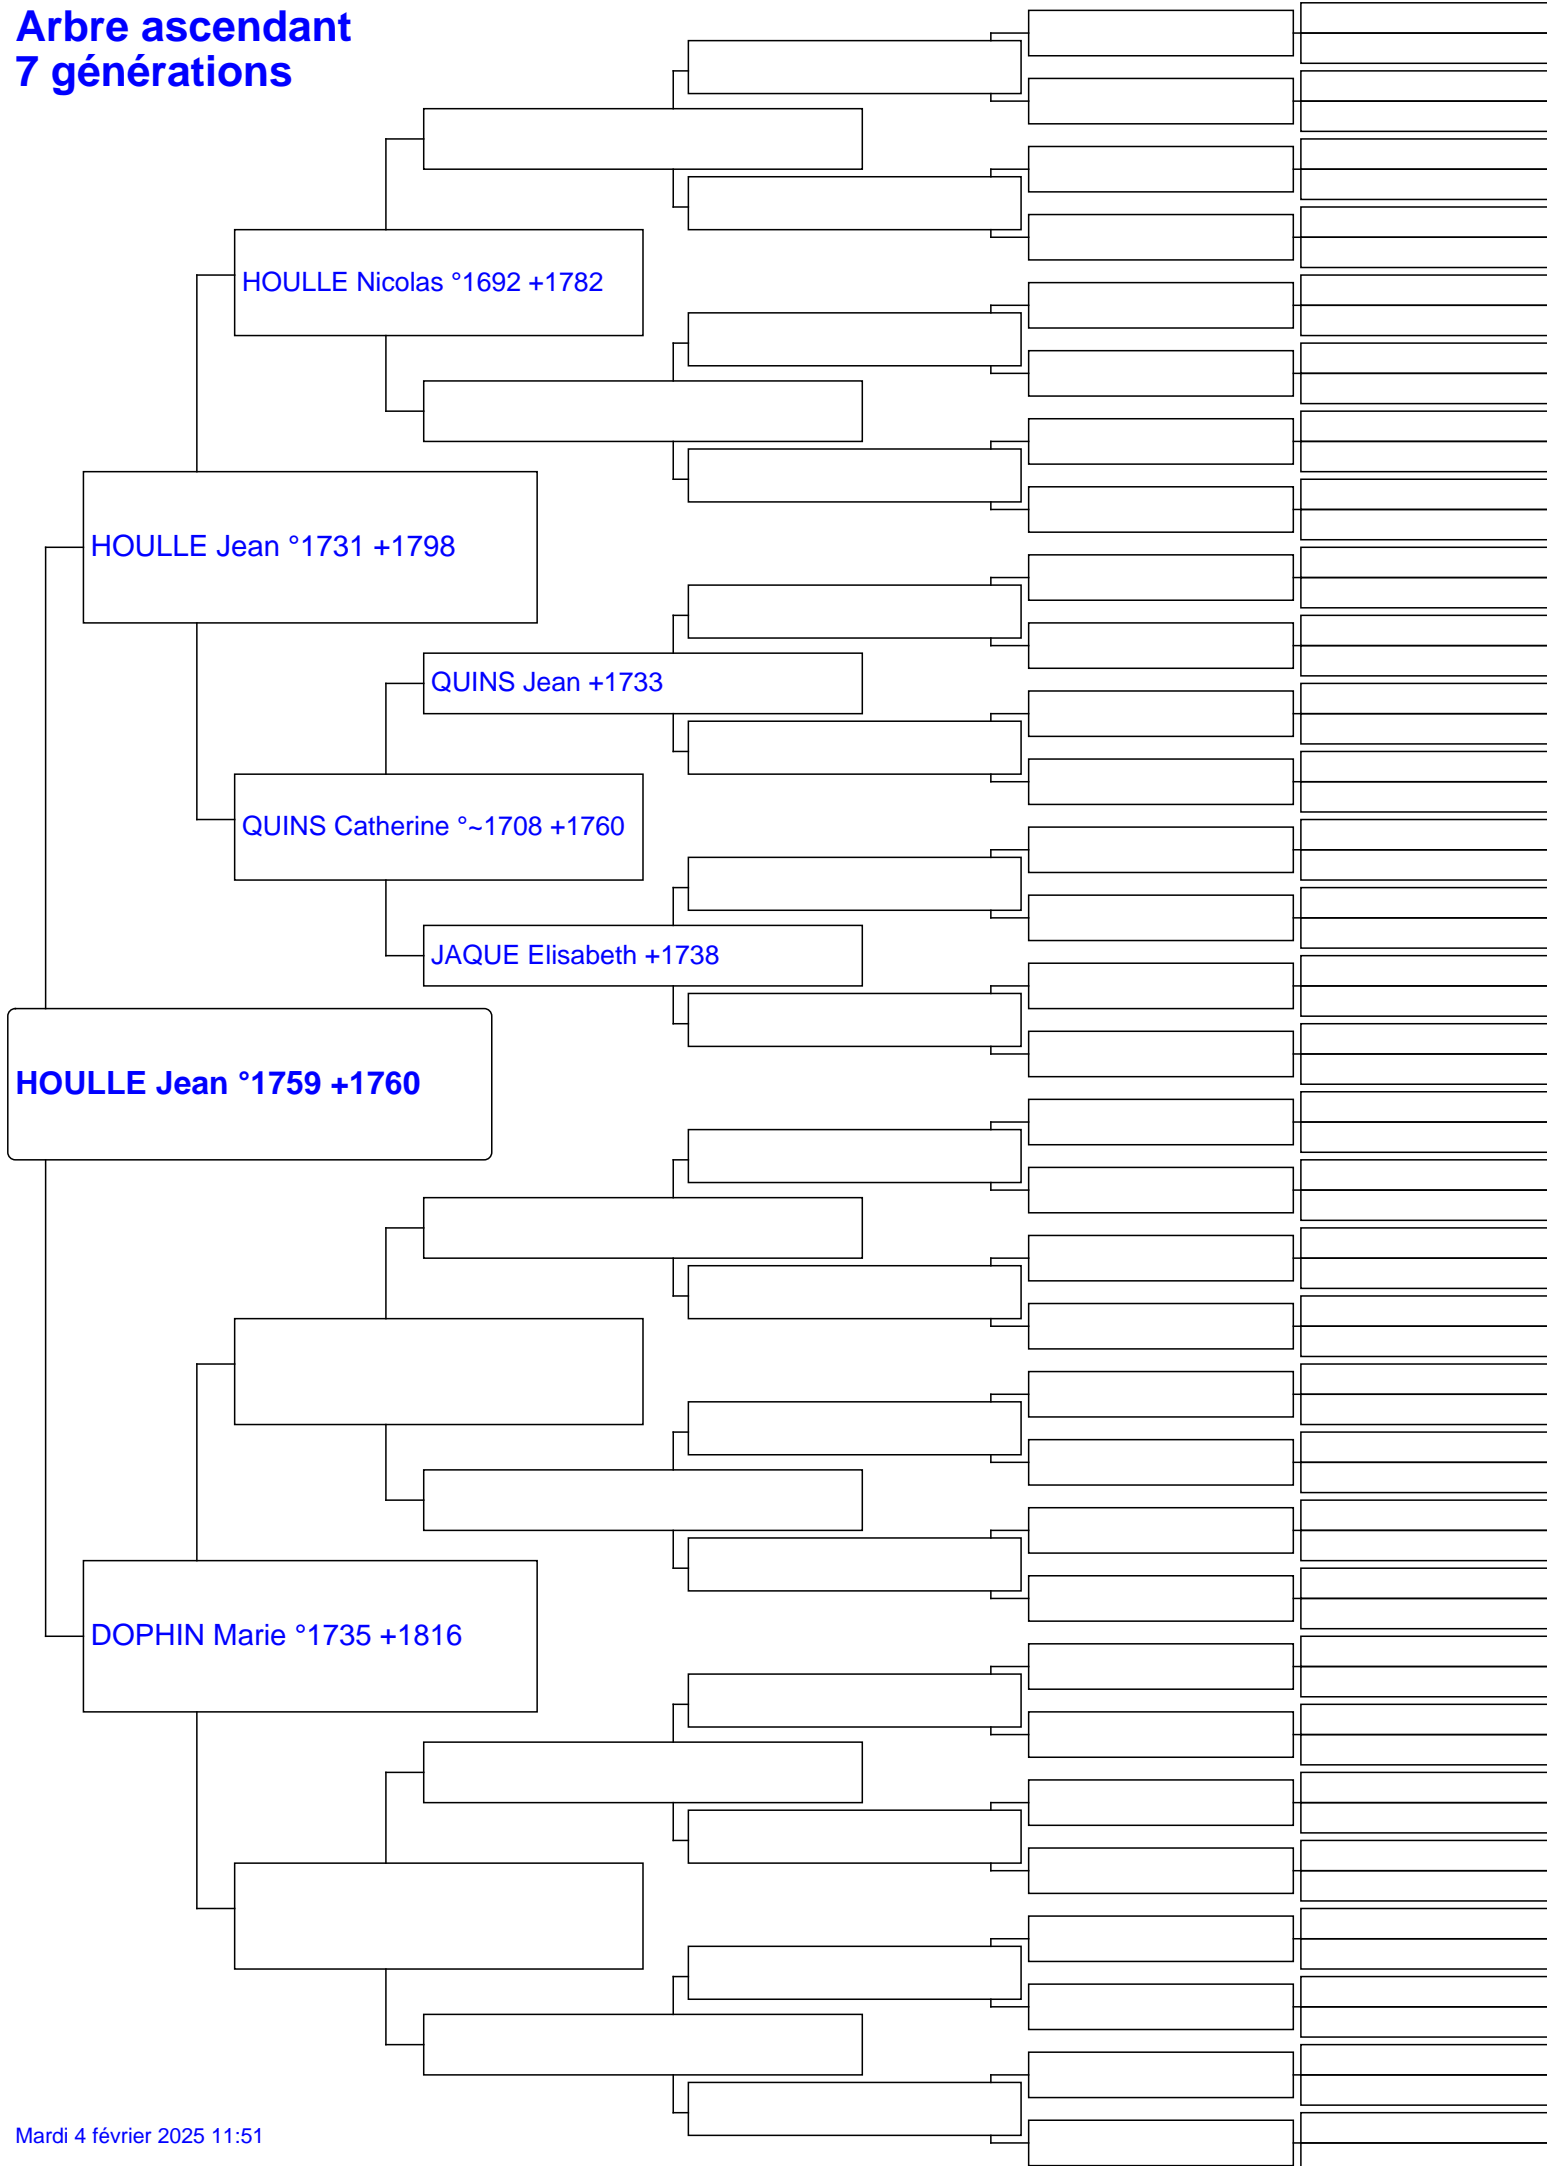 Arbre ascendant
7 générations
HOULLE Nicolas °1692 +1782
HOULLE Jean °1731 +1798
QUINS Jean +1733
QUINS Catherine °~1708 +1760
JAQUE Elisabeth +1738
HOULLE Jean °1759 +1760
DOPHIN Marie °1735 +1816
Mardi 4 février 2025 11:51